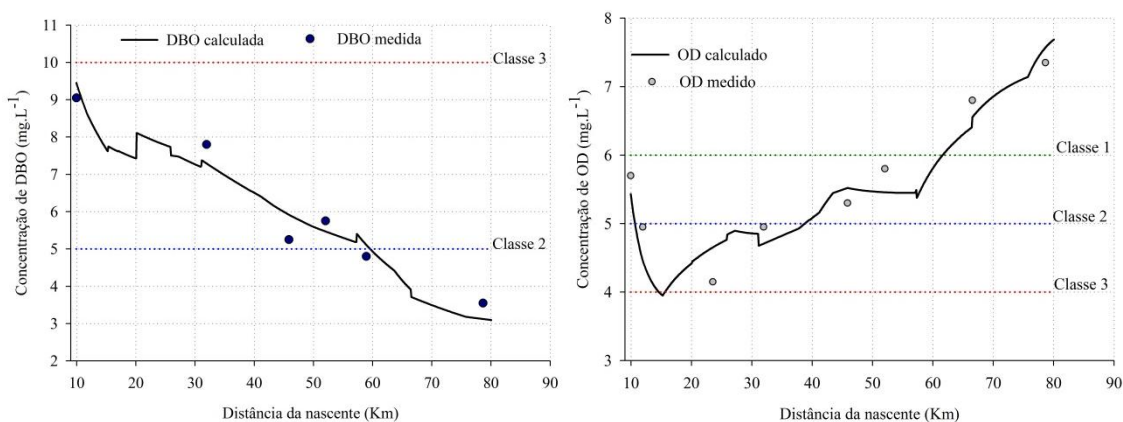 Concentração de DBO (mg.L-1)
11
10
9
8
7
6
5
4
3
2
DBO calculada
DBO medida
Classe 3
Classe 2
10 20 30 40 50 60 70 80 90
Distância da nascente (Km)
Concentração de OD (mg.L-1)
8
7
6
5
4
3
OD calculado
OD medido
Classe 1
Classe 2
Classe 3
10 20 30 40 50 60 70 80 90
Distância da nascente (Km)